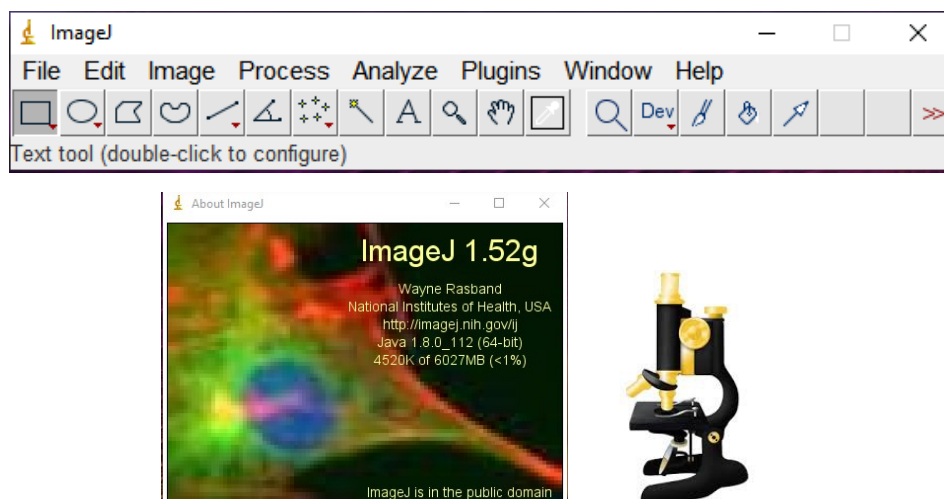 ImageJ
File Edit Image Process Analyze Plugins Window Help
A Dev >>
Text tool (double-click to configure)
About ImageJ
ImageJ 1.52g
Wayne Rasband
National Institutes of Health, USA
http://imagej.nih.gov/ij
Java 1.8.0_112 (64-bit)
4520K of 6027MB (<1%)
ImageJ is in the public domain